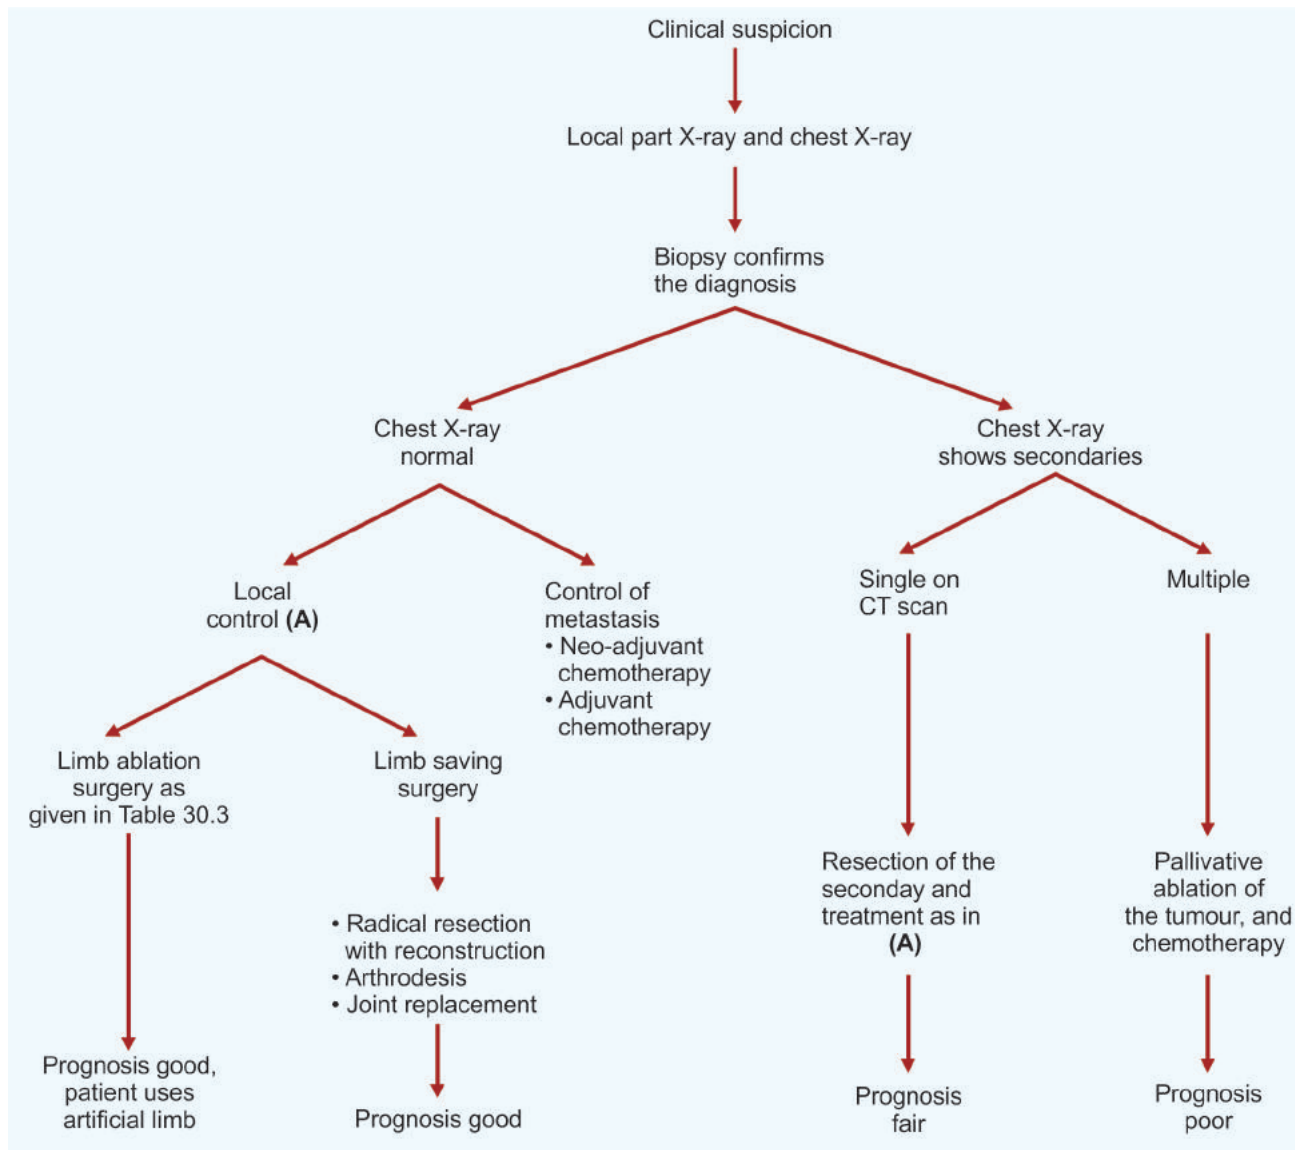 Clinical suspicion
Local part X-ray and chest X-ray
Biopsy confirms
the diagnosis
Chest X-ray
normal
Chest X-ray
shows secondaries
Local
control (A)
Control of
metastasis
• Neo-adjuvant
chemotherapy
• Adjuvant
chemotherapy
Single on
CT scan
Multiple
Limb ablation
surgery as
given in Table 30.3
Limb saving
surgery
• Radical resection
with reconstruction
• Arthrodesis
• Joint replacement
Resection of the
seconday and
treatment as in
(A)
Pallivative
ablation of
the tumour, and
chemotherapy
Prognosis good,
patient uses
artificial limb
Prognosis good
Prognosis
fair
Prognosis
poor